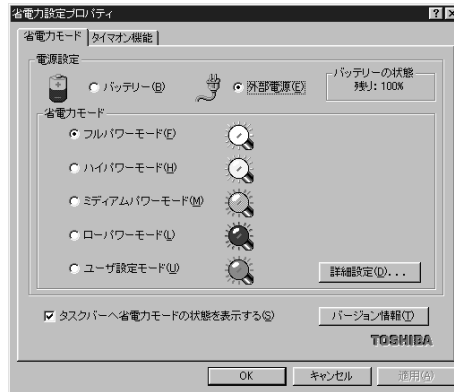 省電力設定プロパティ
省電力モード タイマオン機能
電源設定
バッテリー(B) 外部電源(E)
バッテリーの状態
残り: 100%
省電力モード
フルパワーモード(F)
ハイパワーモード(H)
ミディアムパワーモード(M)
ローパワーモード(L)
ユーザ設定モード(U)
詳細設定(D)...
タスクバーへ省電力モードの状態を表示する(S)
バージョン情報(T)
TOSHIBA
OK キャンセル 適用(A)